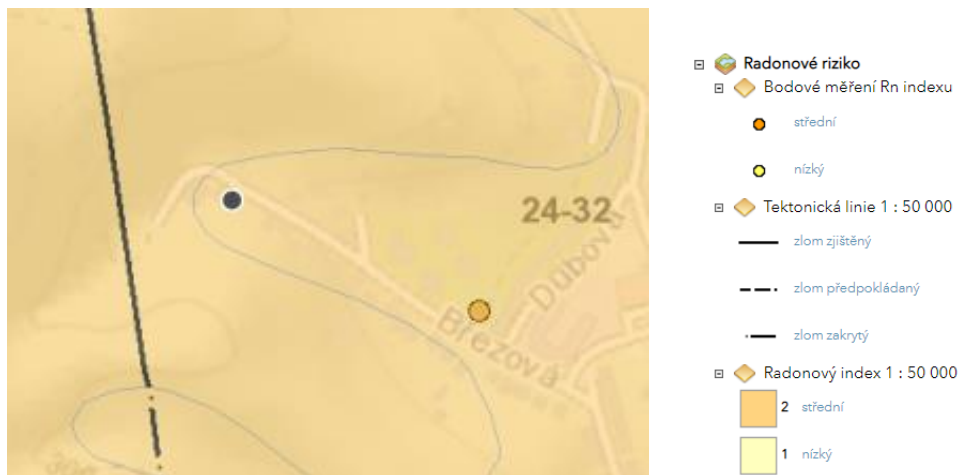 24-32
Dubová
Březová
Radonové riziko
Bodové měření Rn indexu
střední
nízký
Tektonická linie 1 : 50 000
zlom zjištěný
zlom předpokládaný
zlom zakrytý
Radonový index 1 : 50 000
2 střední
1 nízký